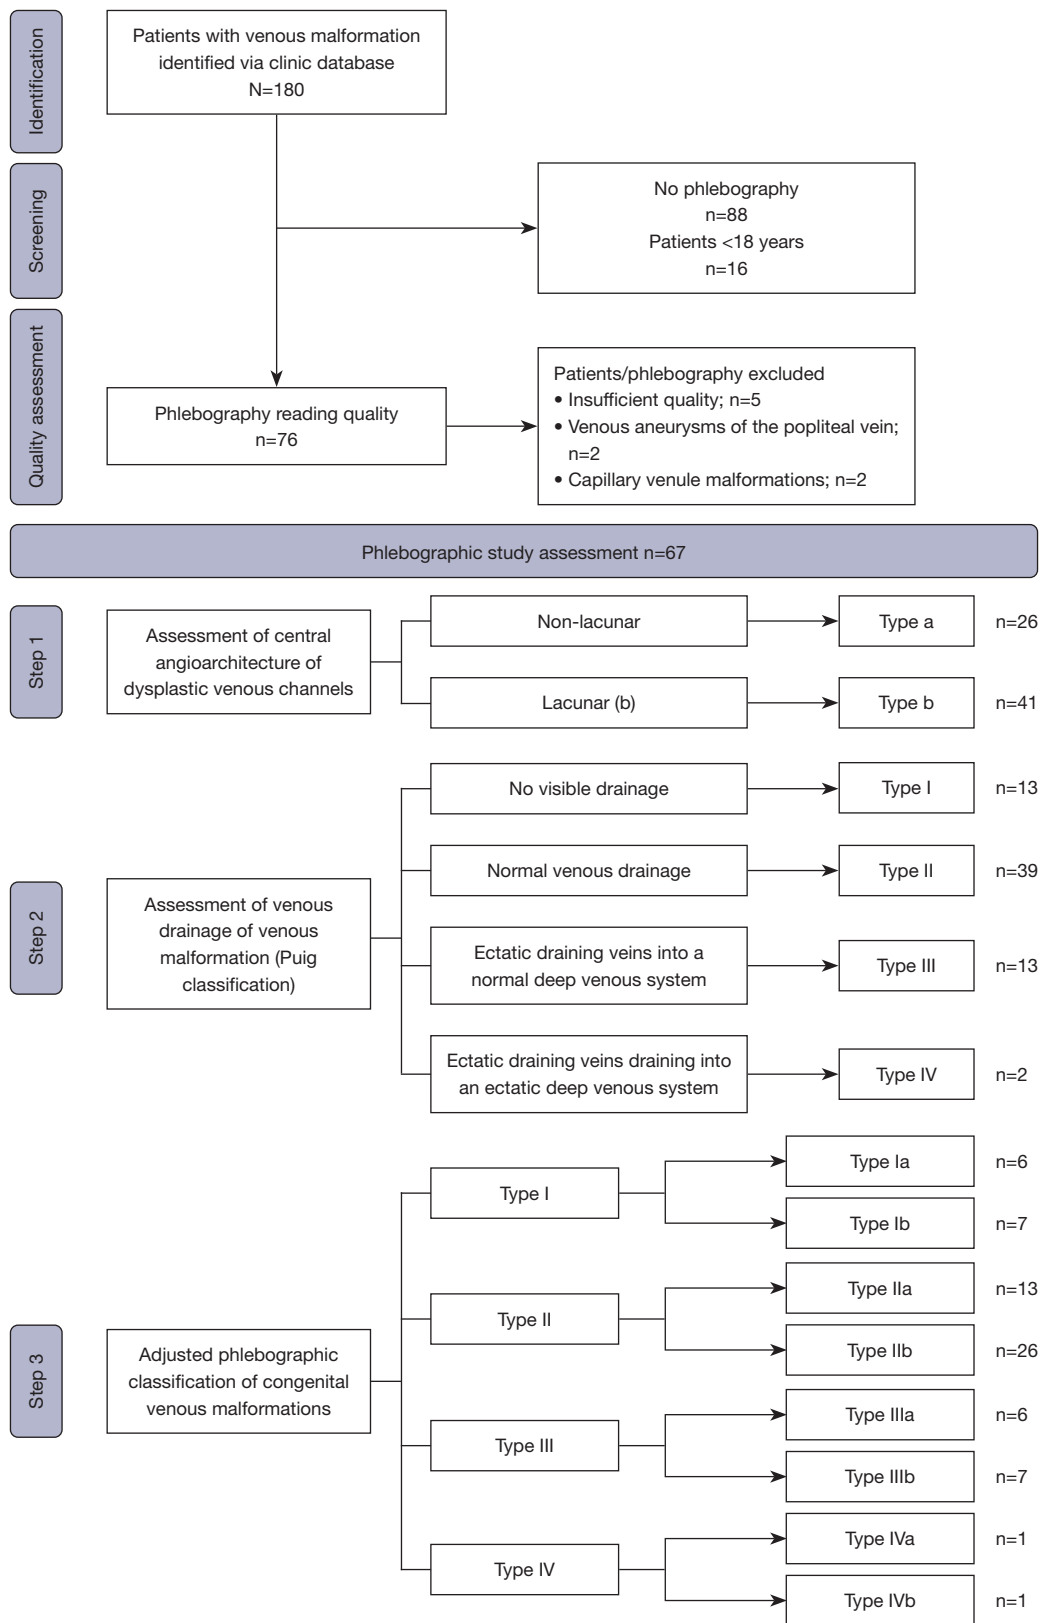 Identification
Patients with venous malformation
identified via clinic database
N=180
Screening
No phlebography
n=88
Patients <18 years
n=16
Quality assessment
Phlebography reading quality
n=76
Patients/phlebography excluded
• Insufficient quality; n=5
• Venous aneurysms of the popliteal vein;
n=2
• Capillary venule malformations; n=2
Phlebographic study assessment n=67
Step 1
Assessment of central
angioarchitecture of
dysplastic venous channels
Non-lacunar
Type a
n=26
Lacunar (b)
Type b
n=41
Step 2
Assessment of venous
drainage of venous
malformation (Puig
classification)
No visible drainage
Type I
n=13
Normal venous drainage
Type II
n=39
Ectatic draining veins into a
normal deep venous system
Type III
n=13
Ectatic draining veins draining into
an ectatic deep venous system
Type IV
n=2
Step 3
Adjusted phlebographic
classification of congenital
venous malformations
Type I
Type Ia
n=6
Type Ib
n=7
Type II
Type IIa
n=13
Type IIb
n=26
Type III
Type IIIa
n=6
Type IIIb
n=7
Type IV
Type IVa
n=1
Type IVb
n=1